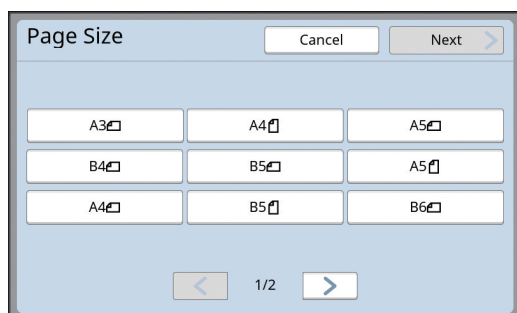 Page Size Cancel Next
A3 A4 A5
B4 B5 A5
A4 B5 B6
1/2